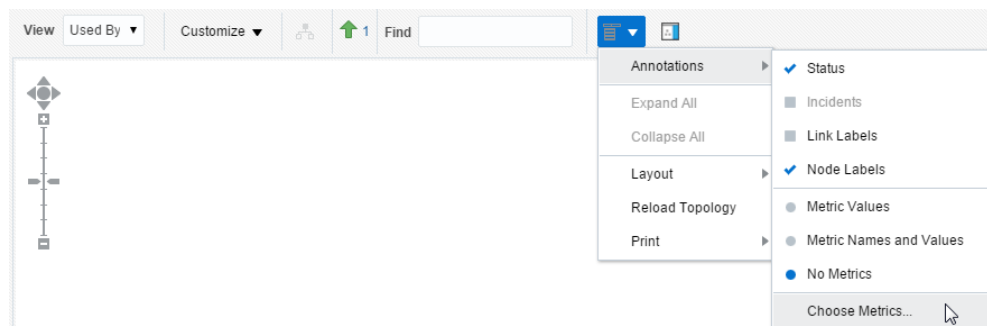 View Used By Customize 1 Find
Annotations
Expand All
Collapse All
Layout
Reload Topology
Print
Status
Incidents
Link Labels
Node Labels
Metric Values
Metric Names and Values
No Metrics
Choose Metrics...